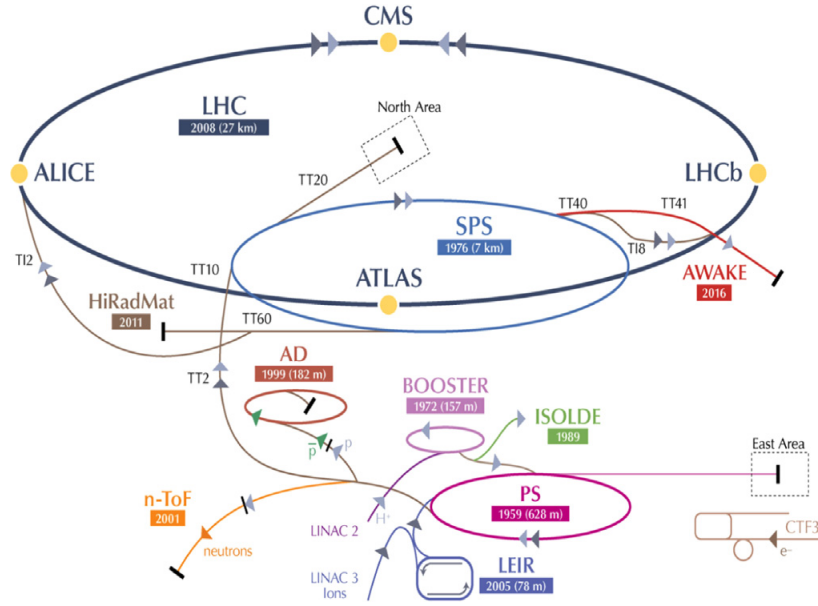 CMS
LHC
2008 (27 km)
North Area
ALICE
LHCb
TT20
TT40
TT41
SPS
1976 (7 km)
TI8
TI2
TT10
ATLAS
AWAKE
2016
HiRadMat
2011
TT60
AD
1999 (182 m)
TT2
BOOSTER
1972 (157 m)
ISOLDE
1989
p̅
p
East Area
n-ToF
2001
PS
1959 (628 m)
LINAC 2
H⁺
neutrons
CTF3
e⁻
LEIR
2005 (78 m)
LINAC 3
Ions